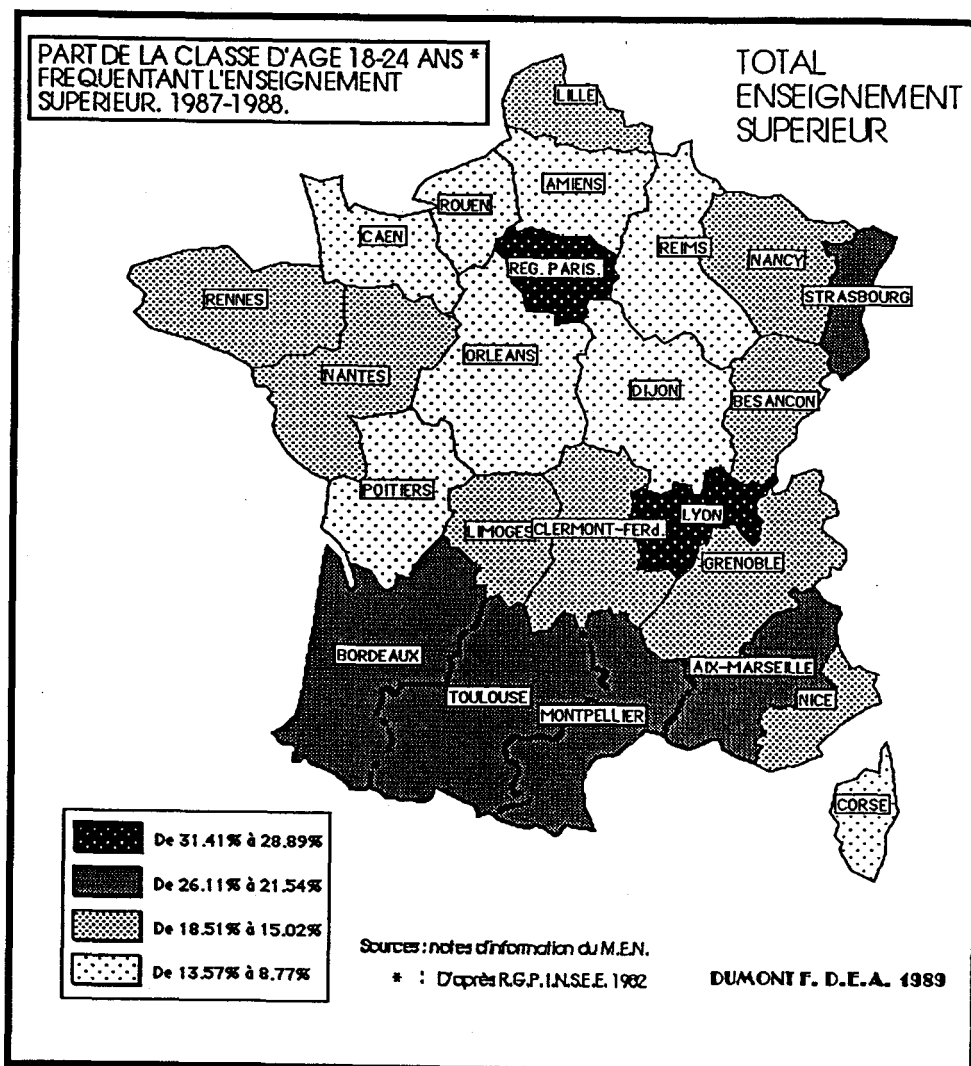 PART DE LA CLASSE D'AGE 18-24 ANS *
FREQUENTANT L'ENSEIGNEMENT
SUPERIEUR. 1987-1988.
TOTAL
ENSEIGNEMENT
SUPERIEUR
LILLE
AMIENS
ROUEN
CAEN
REIMS
NANCY
REG. PARIS.
STRASBOURG
RENNES
ORLEANS
NANTES
DIJON
BESANCON
POITIERS
LYON
LIMOGES
CLERMONT-FERd
GRENOBLE
BORDEAUX
AIX-MARSEILLE
TOULOUSE
NICE
MONTPELLIER
CORSE
De 31.41% à 28.89%
De 26.11% à 21.54%
De 18.51% à 15.02%
De 13.57% à 8.77%
Sources : notes d'information du M.E.N.
* : D'après R.G.P. I.N.S.E.E. 1982
DUMONT F. D.E.A. 1989